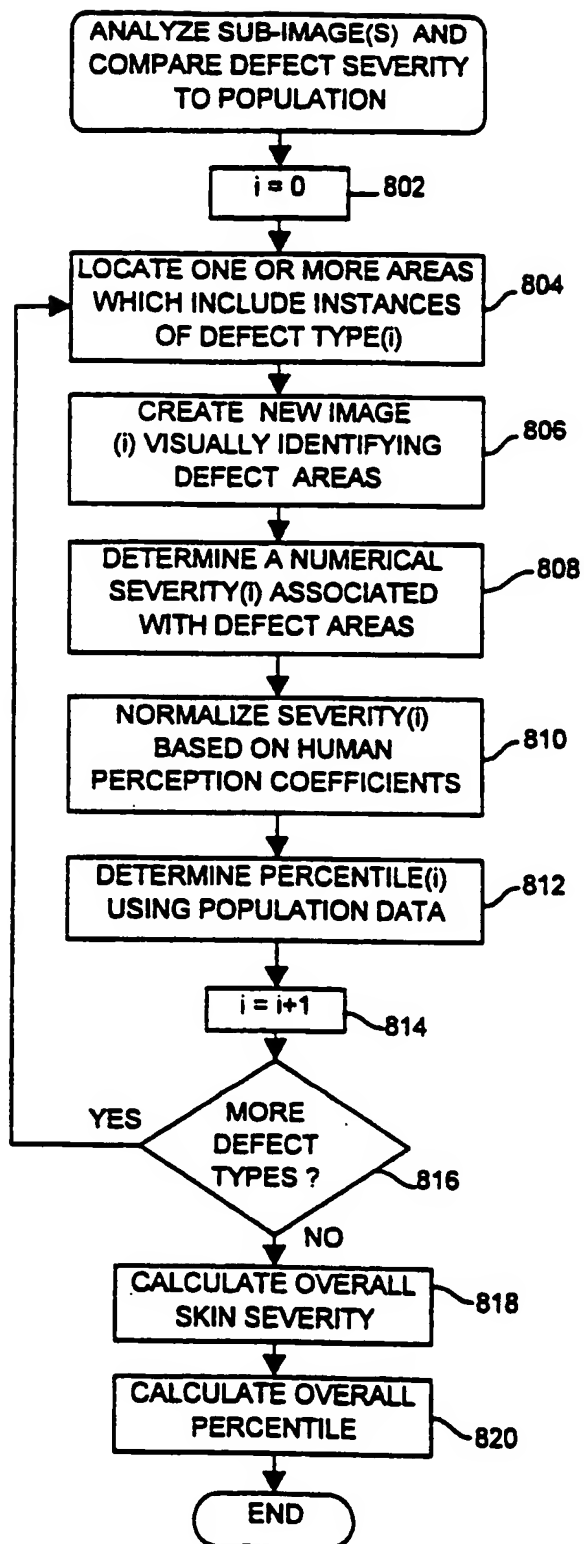 ANALYZE SUB-IMAGE(S) AND
COMPARE DEFECT SEVERITY
TO POPULATION
i = 0
802
LOCATE ONE OR MORE AREAS
WHICH INCLUDE INSTANCES
OF DEFECT TYPE(i)
804
CREATE NEW IMAGE
(i) VISUALLY IDENTIFYING
DEFECT AREAS
806
DETERMINE A NUMERICAL
SEVERITY(i) ASSOCIATED
WITH DEFECT AREAS
808
NORMALIZE SEVERITY(i)
BASED ON HUMAN
PERCEPTION COEFFICIENTS
810
DETERMINE PERCENTILE(i)
USING POPULATION DATA
812
i = i+1
814
YES
MORE
DEFECT
TYPES ?
816
NO
CALCULATE OVERALL
SKIN SEVERITY
818
CALCULATE OVERALL
PERCENTILE
820
END